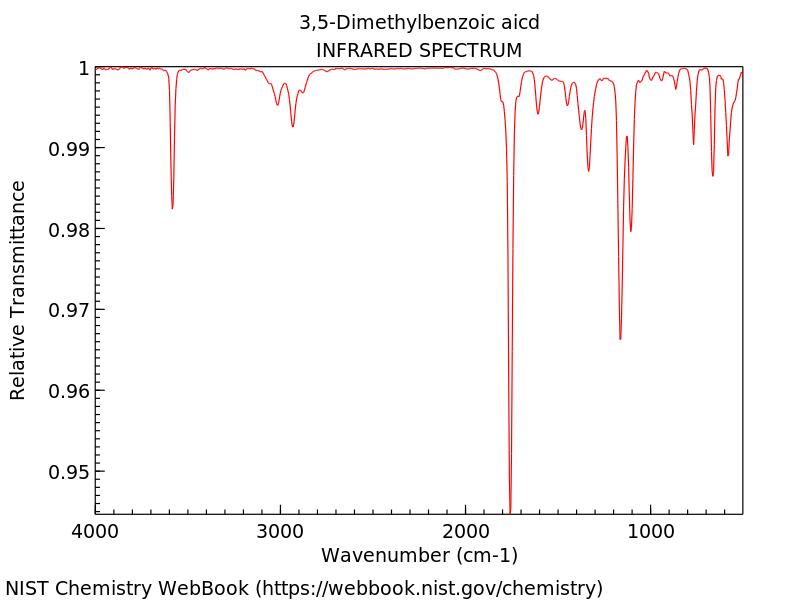 3,5-Dimethylbenzoic aicd
INFRARED SPECTRUM
1
0.99
0.98
0.97
0.96
0.95
Relative Transmittance
4000 3000 2000 1000
Wavenumber (cm-1)
NIST Chemistry WebBook (https://webbook.nist.gov/chemistry)